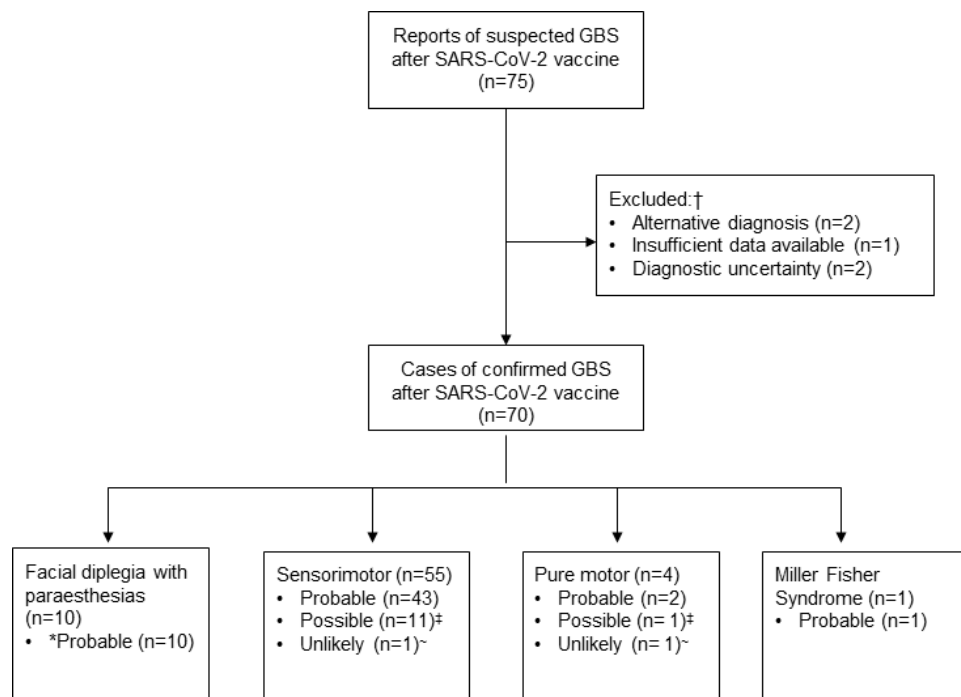 Reports of suspected GBS
after SARS-CoV-2 vaccine
(n=75)
Excluded:†
• Alternative diagnosis (n=2)
• Insufficient data available (n=1)
• Diagnostic uncertainty (n=2)
Cases of confirmed GBS
after SARS-CoV-2 vaccine
(n=70)
Facial diplegia with
paraesthesias
(n=10)
• *Probable (n=10)
Sensorimotor (n=55)
• Probable (n=43)
• Possible (n=11)‡
• Unlikely (n=1)~
Pure motor (n=4)
• Probable (n=2)
• Possible (n= 1)‡
• Unlikely (n= 1)~
Miller Fisher
Syndrome (n=1)
• Probable (n=1)